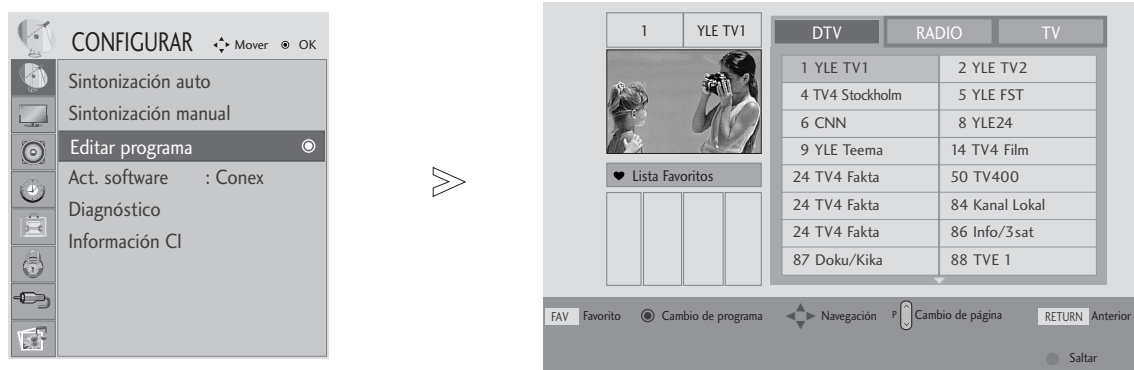 CONFIGURAR Mover OK
Sintonización auto
Sintonización manual
Editar programa
Act. software : Conex
Diagnóstico
Información CI
1 YLE TV1
Lista Favoritos
DTV RADIO TV
1 YLE TV1 2 YLE TV2
4 TV4 Stockholm 5 YLE FST
6 CNN 8 YLE24
9 YLE Teema 14 TV4 Film
24 TV4 Fakta 50 TV400
24 TV4 Fakta 84 Kanal Lokal
24 TV4 Fakta 86 Info/3sat
87 Doku/Kika 88 TVE 1
FAV Favorito Cambio de programa Navegación P Cambio de página RETURN Anterior
Saltar